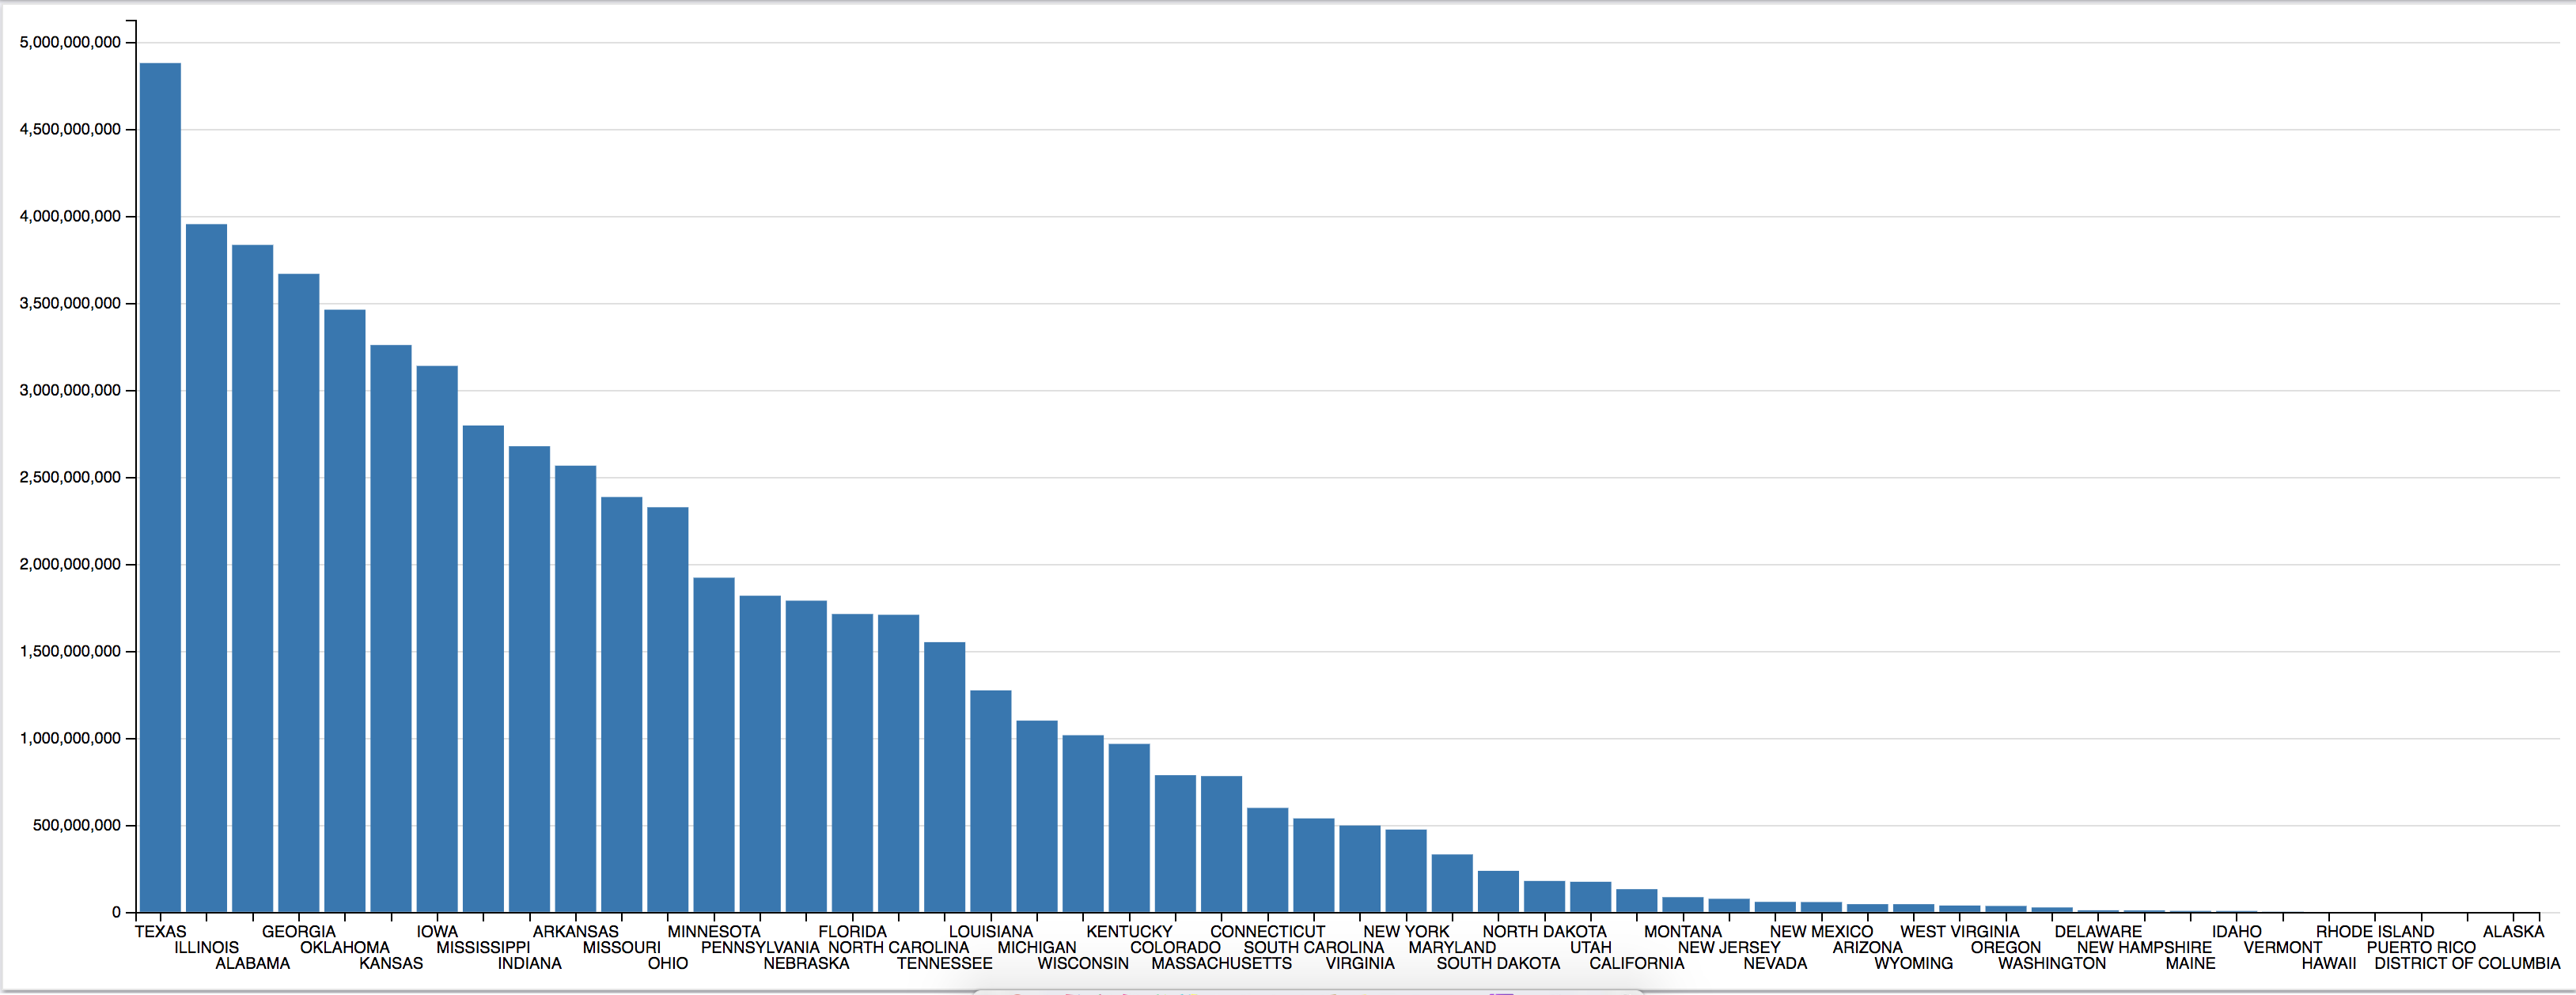 5,000,000,000
4,500,000,000
4,000,000,000
3,500,000,000
3,000,000,000
2,500,000,000
2,000,000,000
1,500,000,000
1,000,000,000
500,000,000
0
TEXAS
ILLINOIS
ALABAMA
GEORGIA
OKLAHOMA
KANSAS
IOWA
MISSISSIPPI
INDIANA
ARKANSAS
MISSOURI
OHIO
MINNESOTA
PENNSYLVANIA
NEBRASKA
FLORIDA
NORTH CAROLINA
TENNESSEE
LOUISIANA
MICHIGAN
WISCONSIN
KENTUCKY
COLORADO
MASSACHUSETTS
CONNECTICUT
SOUTH CAROLINA
VIRGINIA
NEW YORK
MARYLAND
SOUTH DAKOTA
NORTH DAKOTA
UTAH
CALIFORNIA
MONTANA
NEW JERSEY
NEVADA
NEW MEXICO
ARIZONA
WYOMING
WEST VIRGINIA
OREGON
WASHINGTON
DELAWARE
NEW HAMPSHIRE
MAINE
IDAHO
VERMONT
HAWAII
RHODE ISLAND
PUERTO RICO
DISTRICT OF COLUMBIA
ALASKA